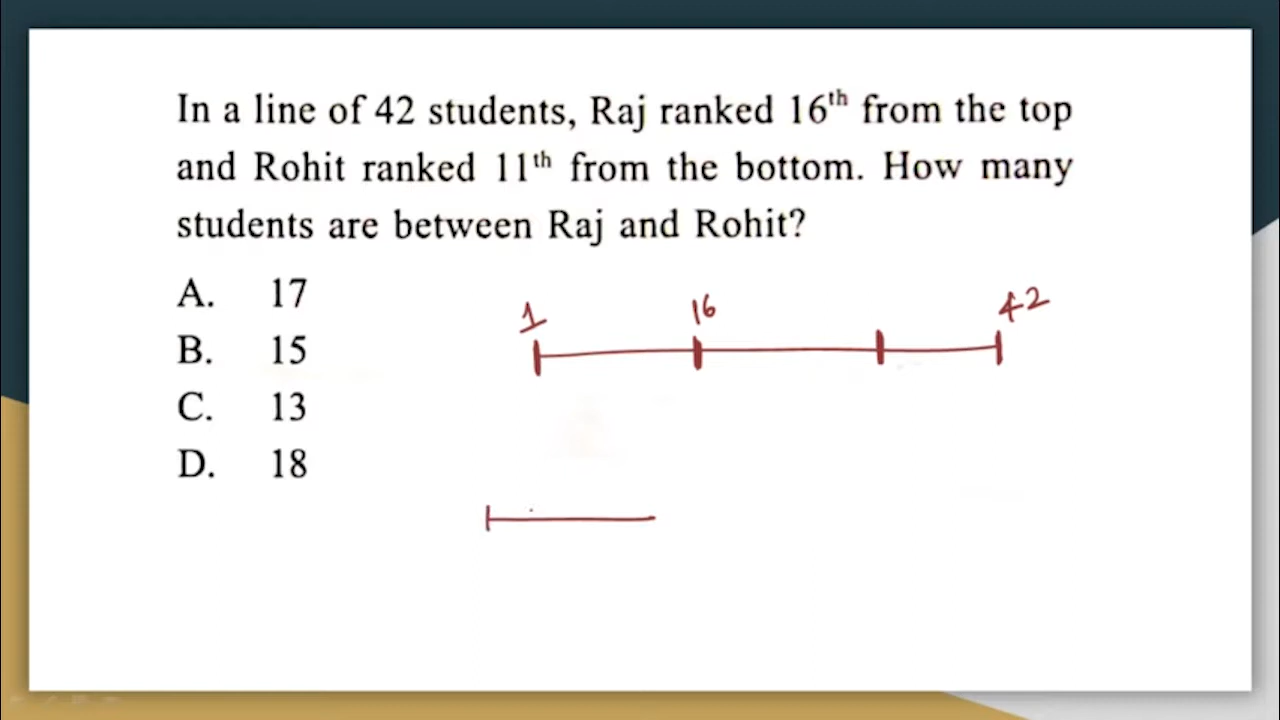 In a line of 42 students, Raj ranked 16th from the top
and Rohit ranked 11th from the bottom. How many
students are between Raj and Rohit?
A. 17
B. 15
C. 13
D. 18
1 16 42